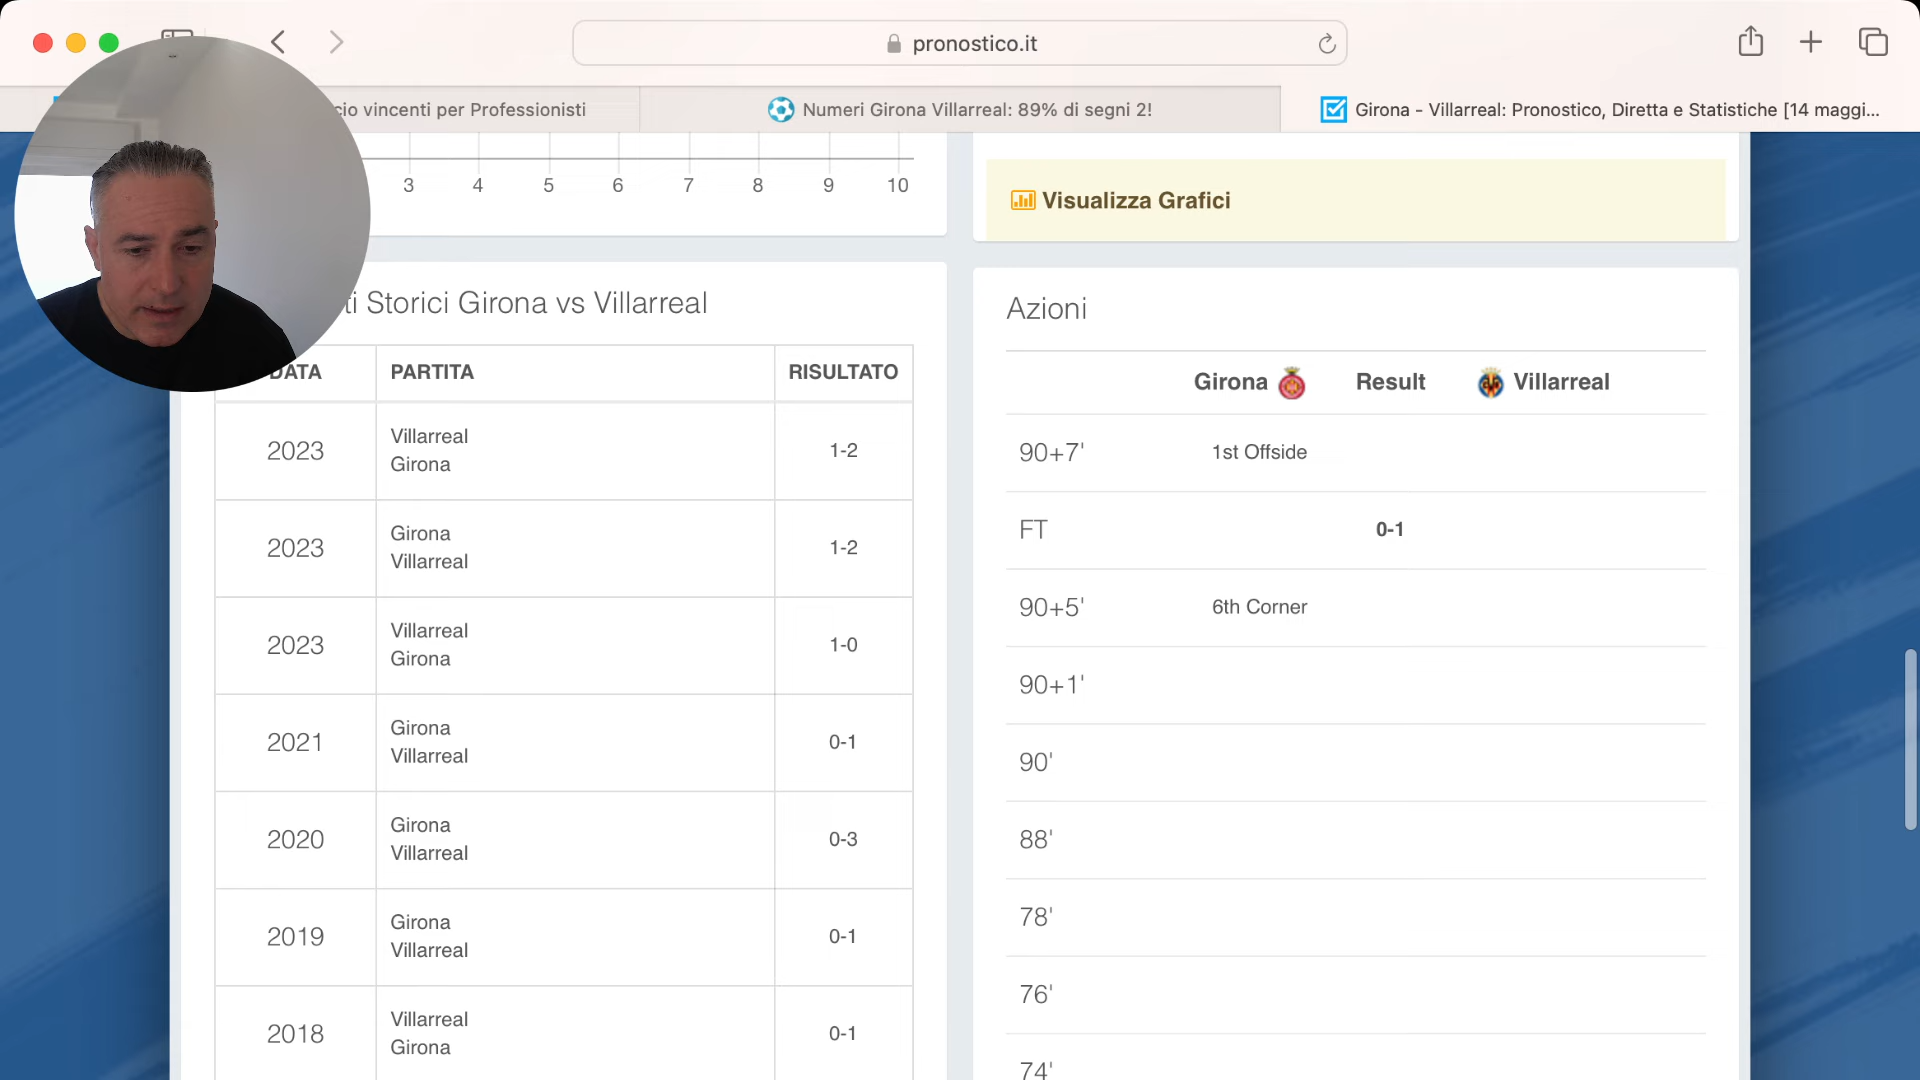 pronostico.it
cio vincenti per Professionisti
Numeri Girona Villarreal: 89% di segni 2!
Girona - Villarreal: Pronostico, Diretta e Statistiche [14 maggi...
3 4 5 6 7 8 9 10
Visualizza Grafici
ti Storici Girona vs Villarreal
DATA PARTITA RISULTATO
2023 Villarreal 1-2
Girona
2023 Girona 1-2
Villarreal
2023 Villarreal 1-0
Girona
2021 Girona 0-1
Villarreal
2020 Girona 0-3
Villarreal
2019 Girona 0-1
Villarreal
2018 Villarreal 0-1
Girona
Azioni
Girona Result Villarreal
90+7' 1st Offside
FT 0-1
90+5' 6th Corner
90+1'
90'
88'
78'
76'
74'